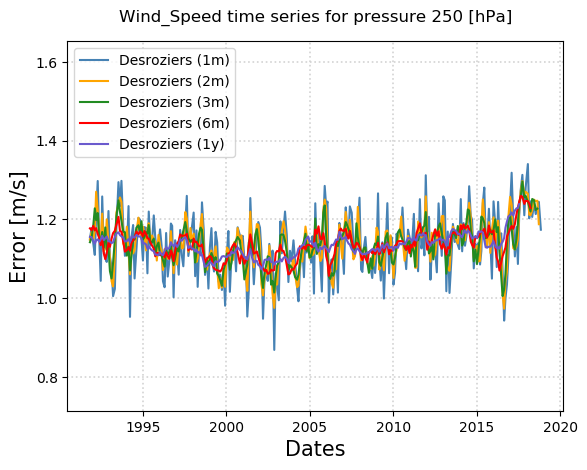 Wind_Speed time series for pressure 250 [hPa]
Desroziers (1m)
Desroziers (2m)
Desroziers (3m)
Desroziers (6m)
Desroziers (1y)
Error [m/s]
1.6
1.4
1.2
1.0
0.8
1995 2000 2005 2010 2015 2020
Dates